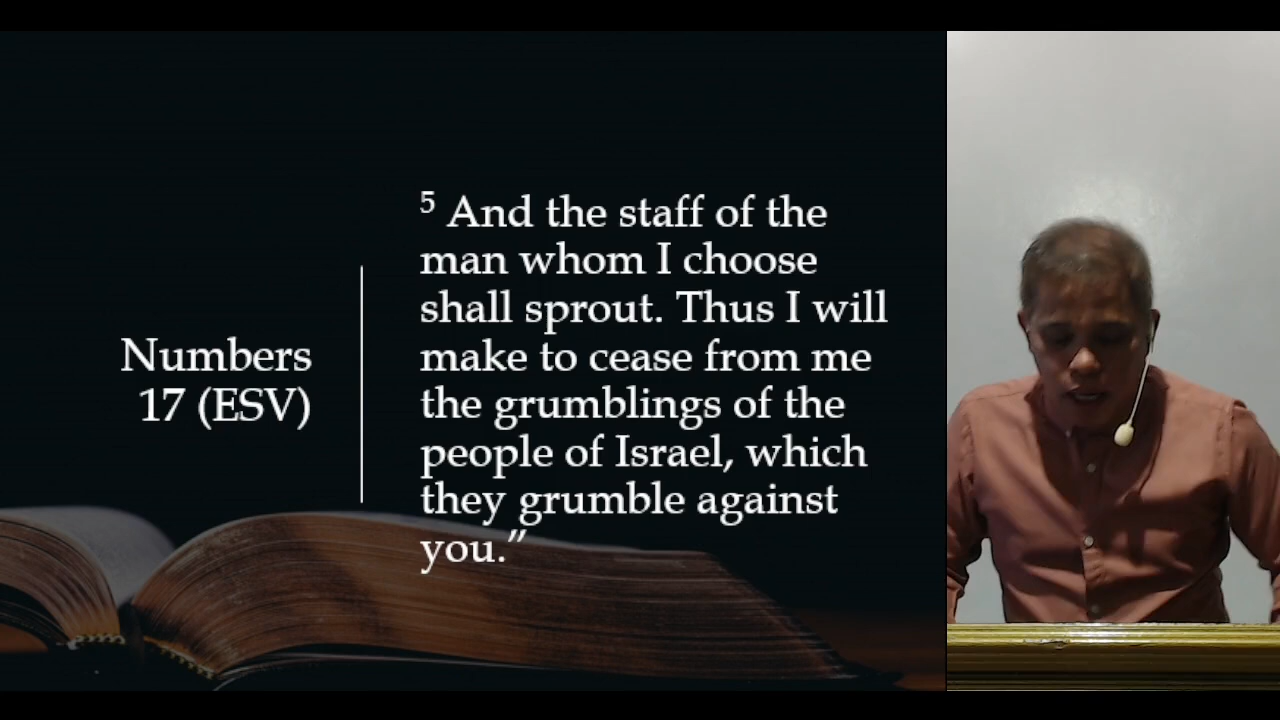 Numbers
17 (ESV)
5 And the staff of the
man whom I choose
shall sprout. Thus I will
make to cease from me
the grumblings of the
people of Israel, which
they grumble against
you.”